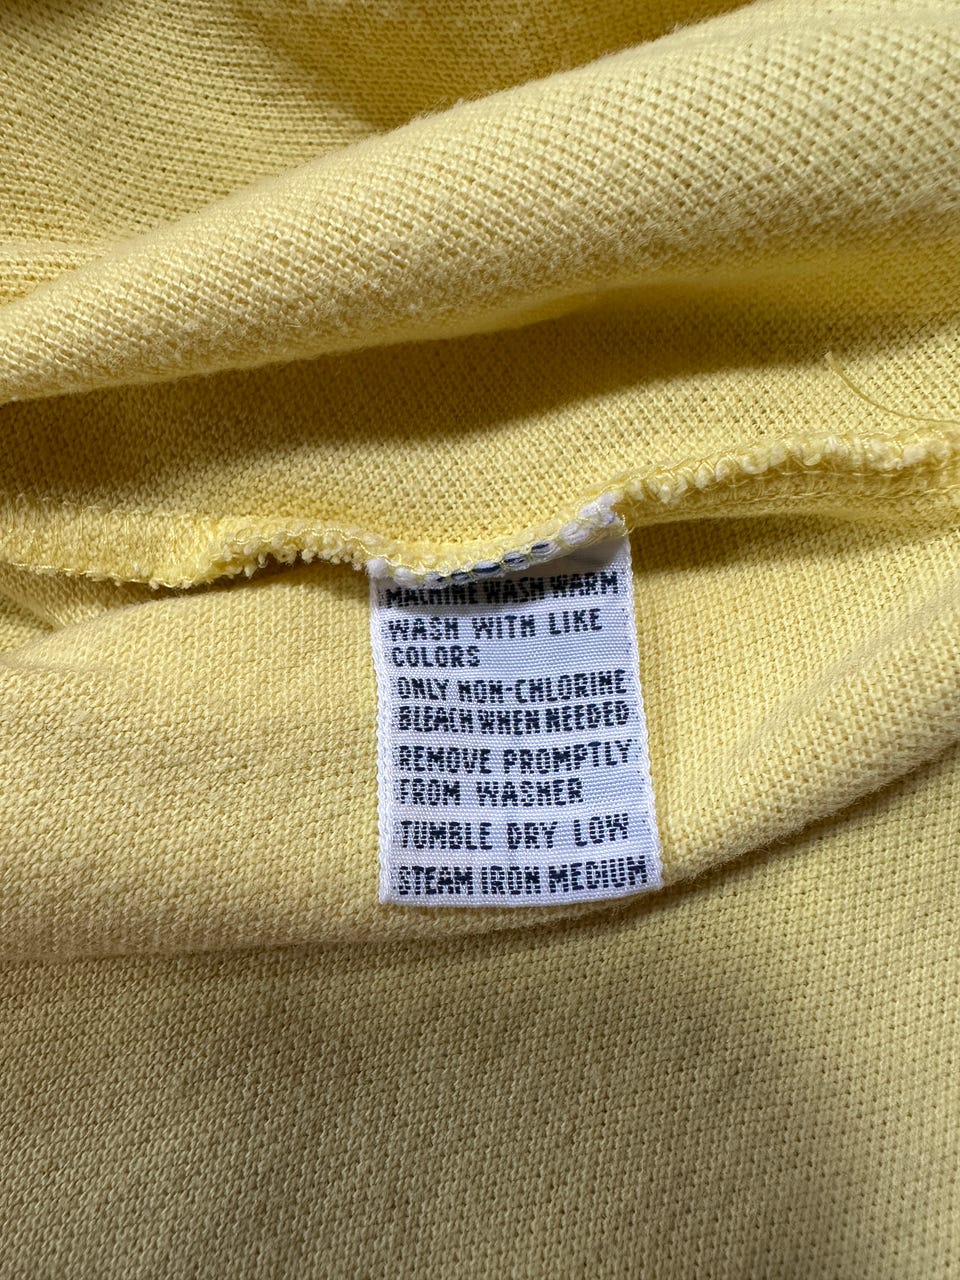 MACHINE WASH WARM
WASH WITH LIKE
COLORS
ONLY NON-CHLORINE
BLEACH WHEN NEEDED
REMOVE PROMPTLY
FROM WASHER
TUMBLE DRY LOW
STEAM IRON MEDIUM